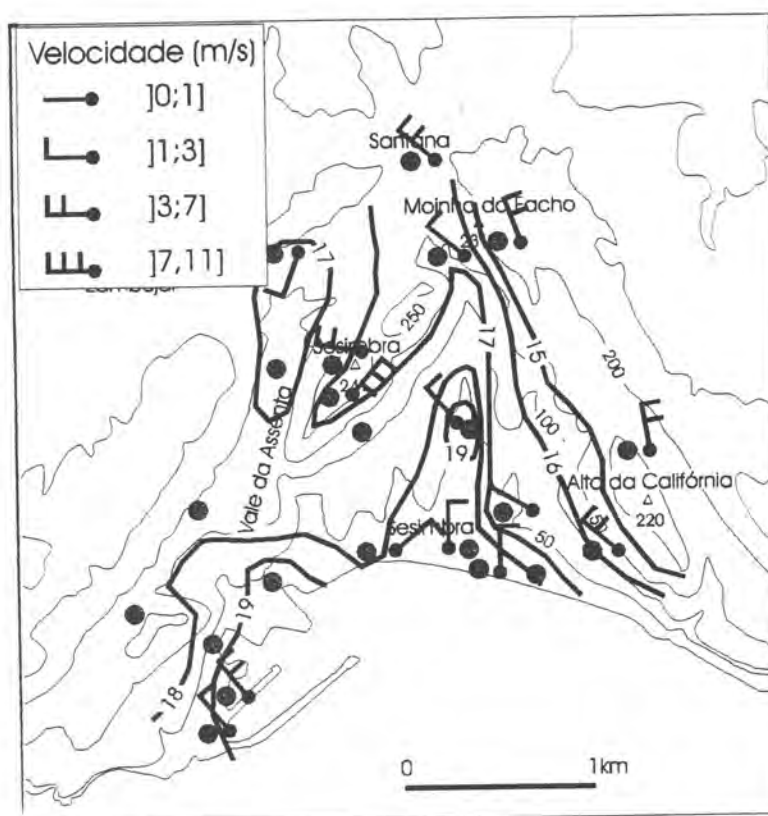 Velocidade (m/s)
]0;1]
]1;3]
]3;7]
]7,11]
Santana
Moinho do Facho
23
17
250
Sesimbra
24
17
15
200
100
16
19
Vale da Assenta
Alto da Califórnia
220
Sesimbra
50
19
18
0
1km